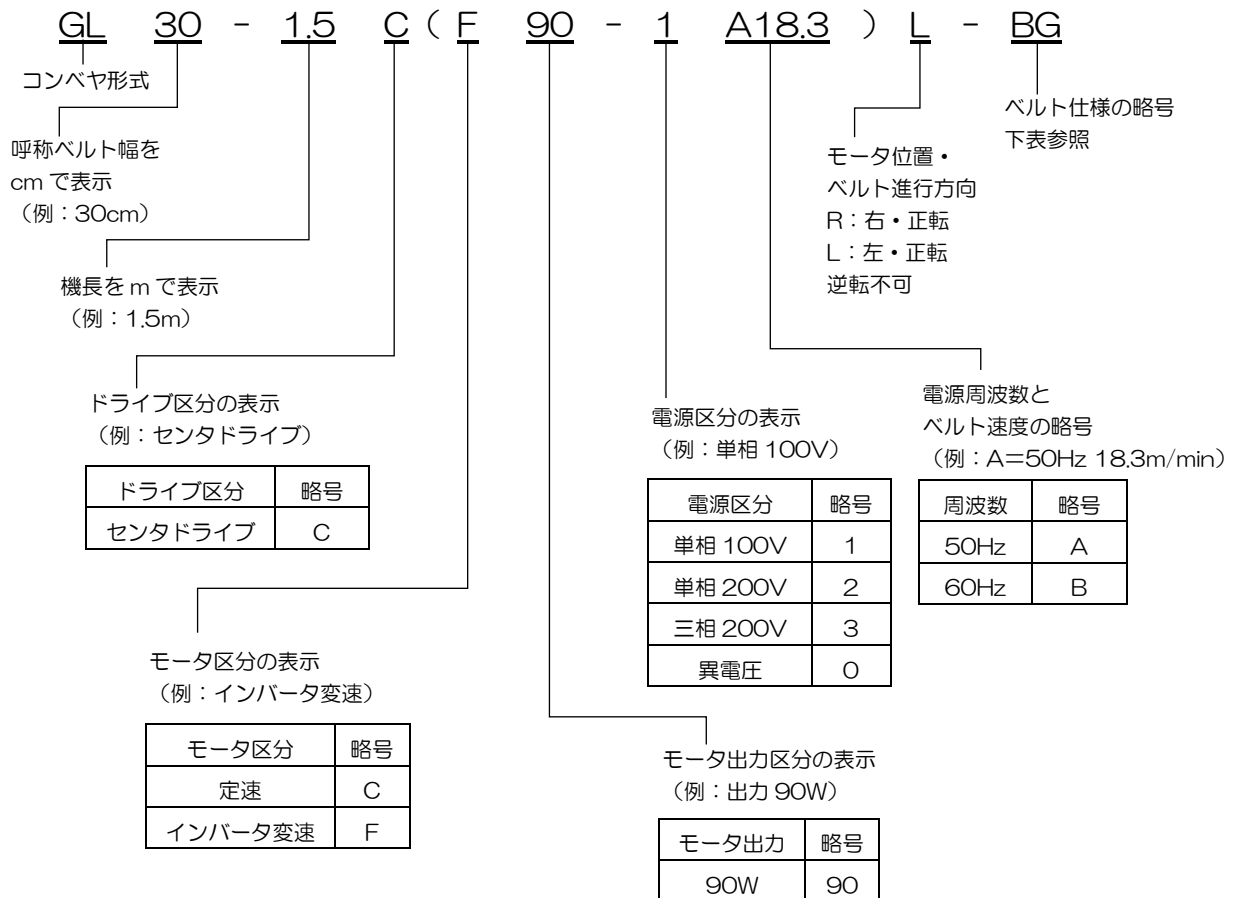 GL 30 - 1.5 C ( F 90 - 1 A18.3 ) L - BG
コンベヤ形式
呼称ベルト幅を
cm で表示
（例：30cm）
機長を m で表示
（例：1.5m）
ドライブ区分の表示
（例：センタドライブ）
ドライブ区分 略号
センタドライブ C
モータ区分の表示
（例：インバータ変速）
モータ区分 略号
定速 C
インバータ変速 F
モータ出力区分の表示
（例：出力 90W）
モータ出力 略号
90W 90
電源区分の表示
（例：単相 100V）
電源区分 略号
単相 100V 1
単相 200V 2
三相 200V 3
異電圧 0
電源周波数と
ベルト速度の略号
（例：A＝50Hz 18.3m/min）
周波数 略号
50Hz A
60Hz B
モータ位置・
ベルト進行方向
R：右・正転
L：左・正転
逆転不可
ベルト仕様の略号
下表参照